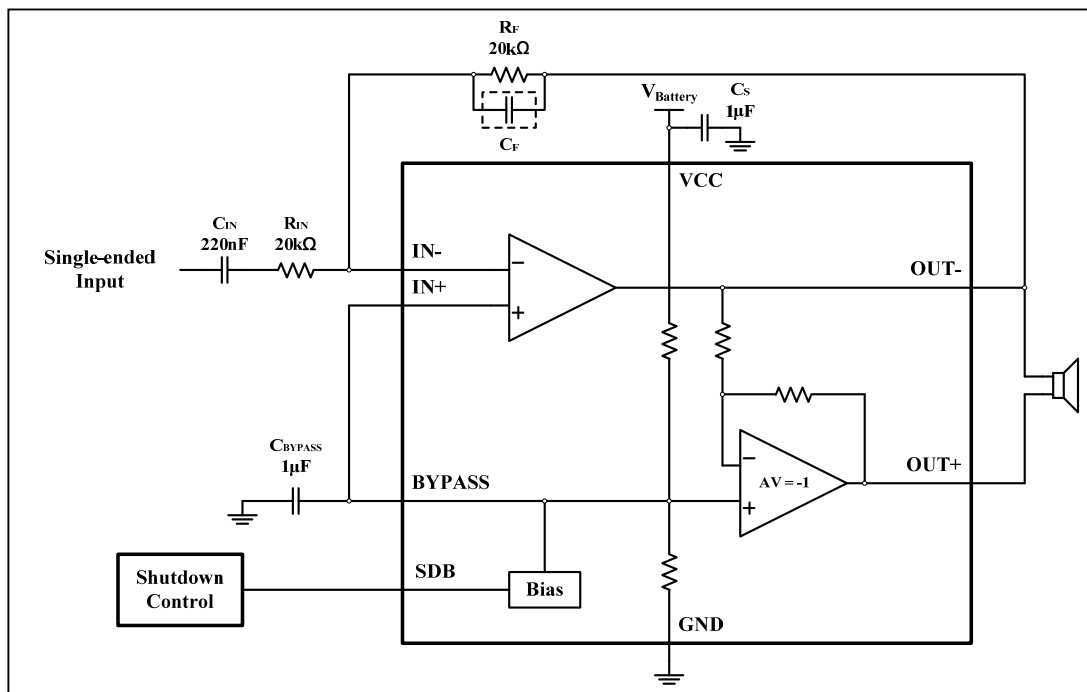 RF
20kΩ
VBattery
CS
1µF
CF
VCC
CIN
220nF
RIN
20kΩ
Single-ended
Input
IN-
IN+
−
+
OUT-
CBYPASS
1µF
BYPASS
−
+
AV = -1
OUT+
Shutdown
Control
SDB
Bias
GND